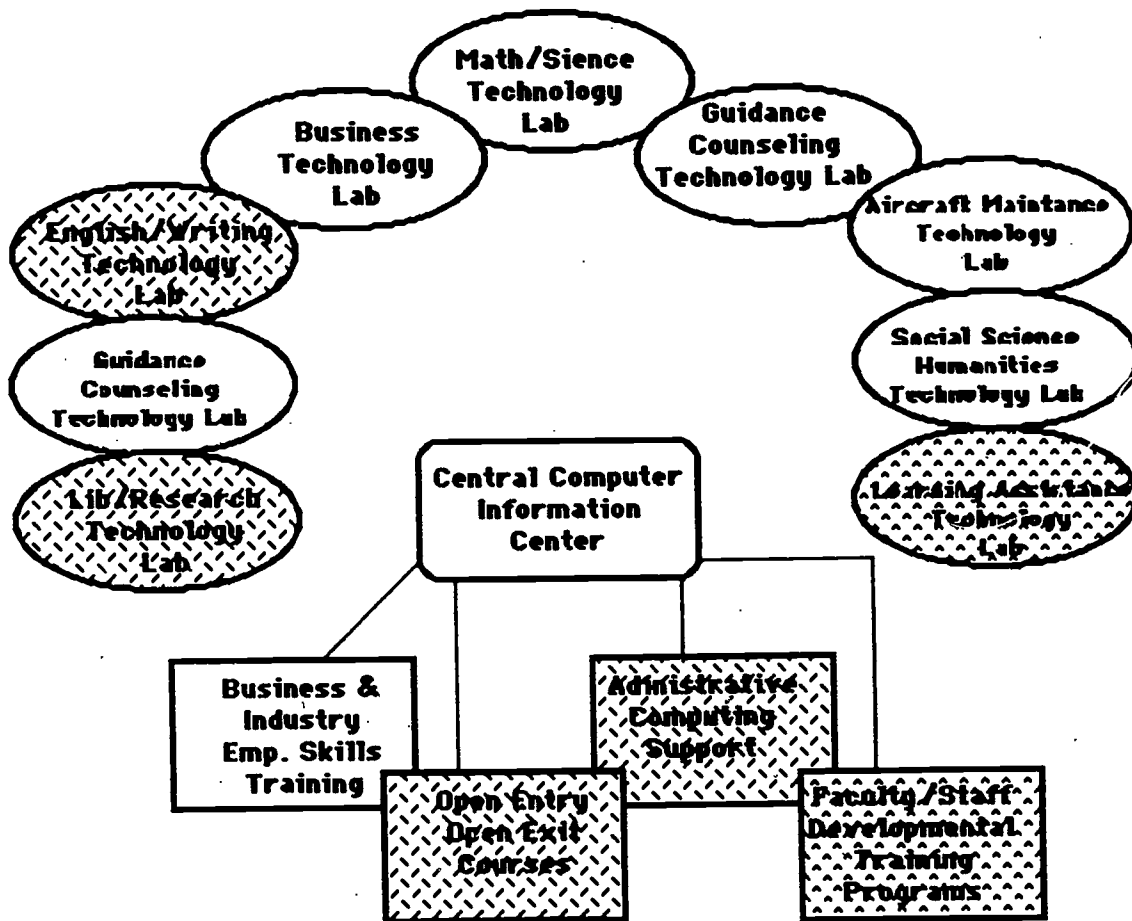 Math/Sience
Technology
Lab
Business
Technology
Lab
Guidance
Counseling
Technology Lab
English/Writing
Technology
Lab
Aircraft Maintance
Technology
Lab
Guidance
Counseling
Technology Lab
Social Science
Humanities
Technology Lab
Lib/Research
Technology
Lab
Learning Assistance
Technology
Lab
Central Computer
Information
Center
Business &
Industry
Emp. Skills
Training
Open Entry
Open Exit
Courses
Administrative
Computing
Support
Faculty/Staff
Developmental
Training
Programs